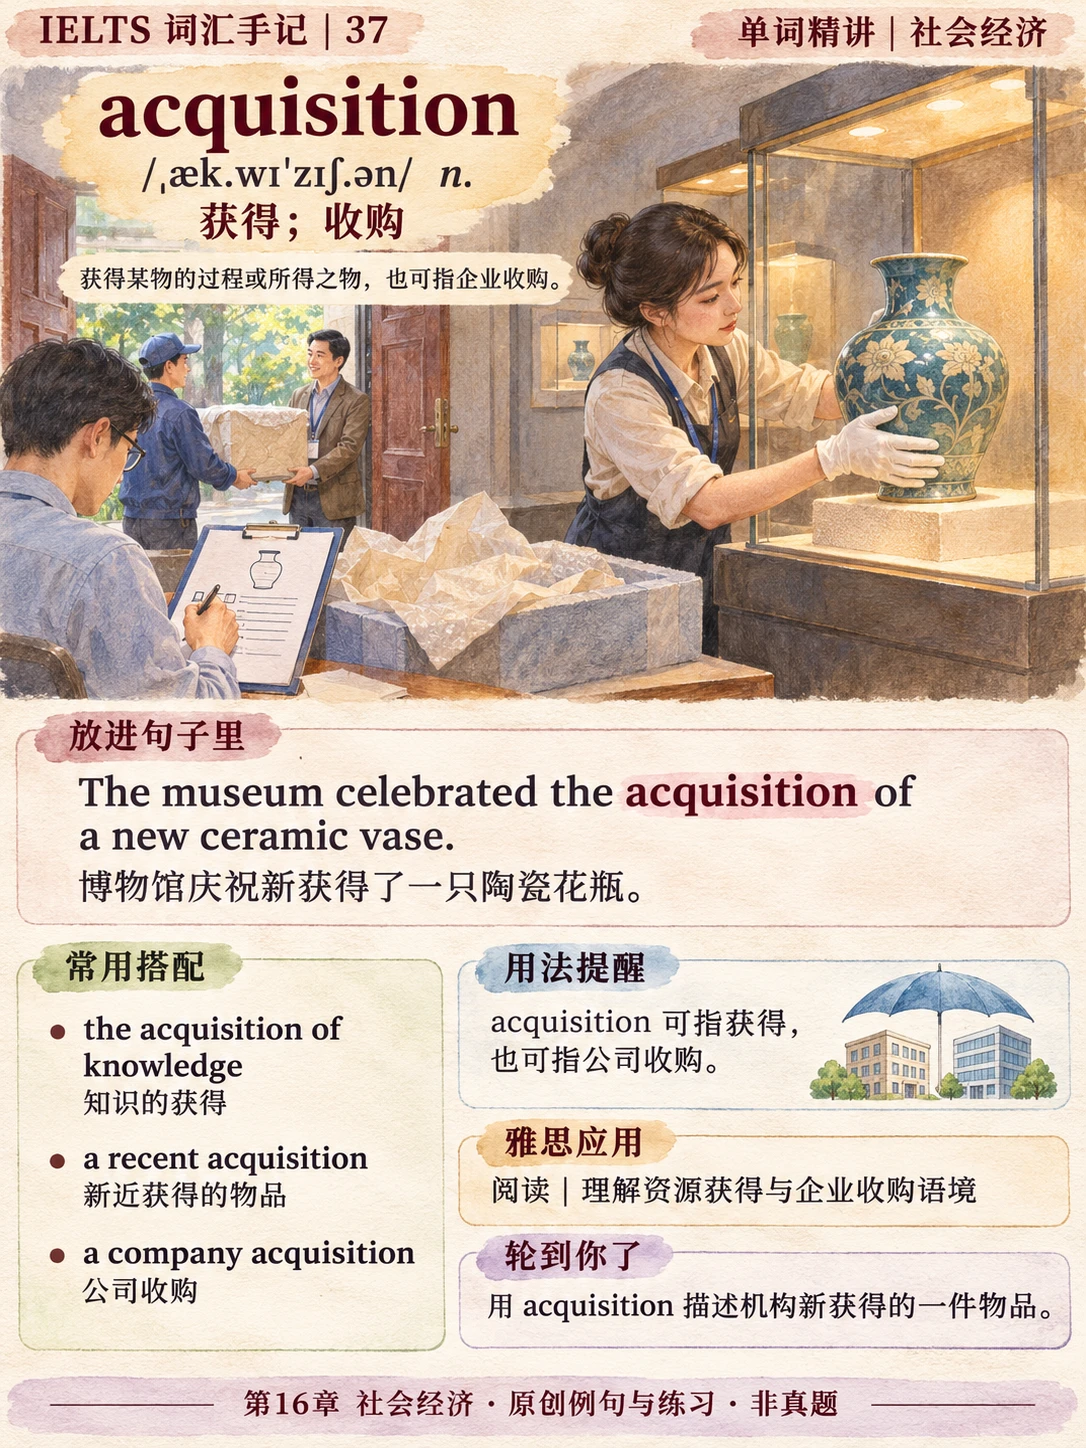 IELTS 词汇手记 | 37
单词精讲 | 社会经济
acquisition
/ˌæk.wɪˈzɪʃ.ən/ n.
获得；收购
获得某物的过程或所得之物，也可指企业收购。
放进句子里
The museum celebrated the acquisition of
a new ceramic vase.
博物馆庆祝新获得了一只陶瓷花瓶。
常用搭配
• the acquisition of
knowledge
知识的获得
• a recent acquisition
新近获得的物品
• a company acquisition
公司收购
用法提醒
acquisition 可指获得，
也可指公司收购。
雅思应用
阅读 | 理解资源获得与企业收购语境
轮到你了
用 acquisition 描述机构新获得的一件物品。
第16章 社会经济 · 原创例句与练习 · 非真题